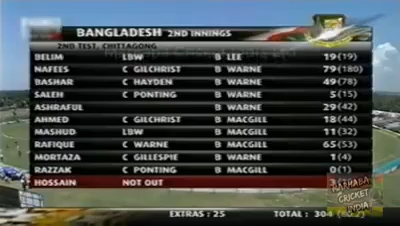 BANGLADESH 2ND INNINGS
2ND TEST, CHITTAGONG
BELIM LBW B LEE 19 (19)
NAFEES C GILCHRIST B WARNE 79 (180)
BASHAR C HAYDEN B WARNE 49 (78)
SALEH C PONTING B WARNE 5 (15)
ASHRAFUL B WARNE 29 (42)
AHMED C GILCHRIST B MACGILL 18 (44)
MASHUD LBW B MACGILL 11 (32)
RAFIQUE C WARNE B MACGILL 65 (53)
MORTAZA C GILLESPIE B WARNE 1 (4)
RAZZAK C PONTING B MACGILL 0 (1)
HOSSAIN NOT OUT
EXTRAS : 25 TOTAL : 304
CRICKET
INDIA